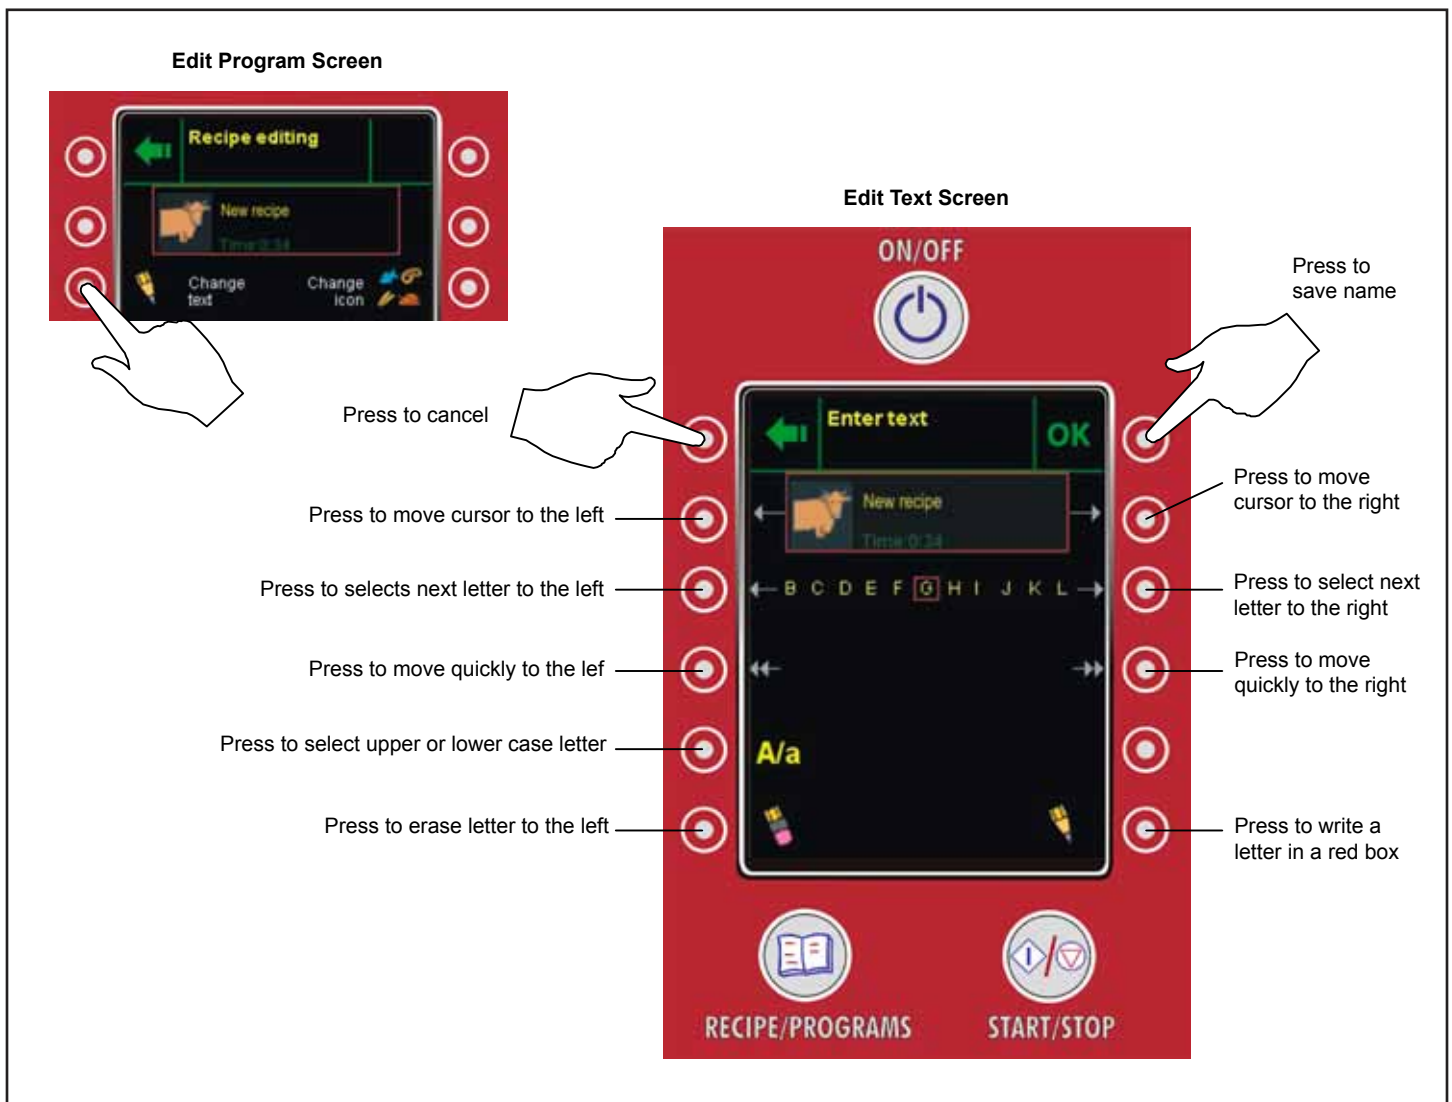 Edit Program Screen
Recipe editing
New recipe
Time:0:34
Change
text
Change
icon
Edit Text Screen
ON/OFF
Press to
save name
Press to cancel
Enter text
OK
New recipe
Time:0:34
Press to move cursor to the left
Press to move
cursor to the right
Press to selects next letter to the left
B C D E F G H I J K L
Press to select next
letter to the right
Press to move quickly to the lef
Press to move
quickly to the right
Press to select upper or lower case letter
A/a
Press to erase letter to the left
Press to write a
letter in a red box
RECIPE/PROGRAMS
START/STOP